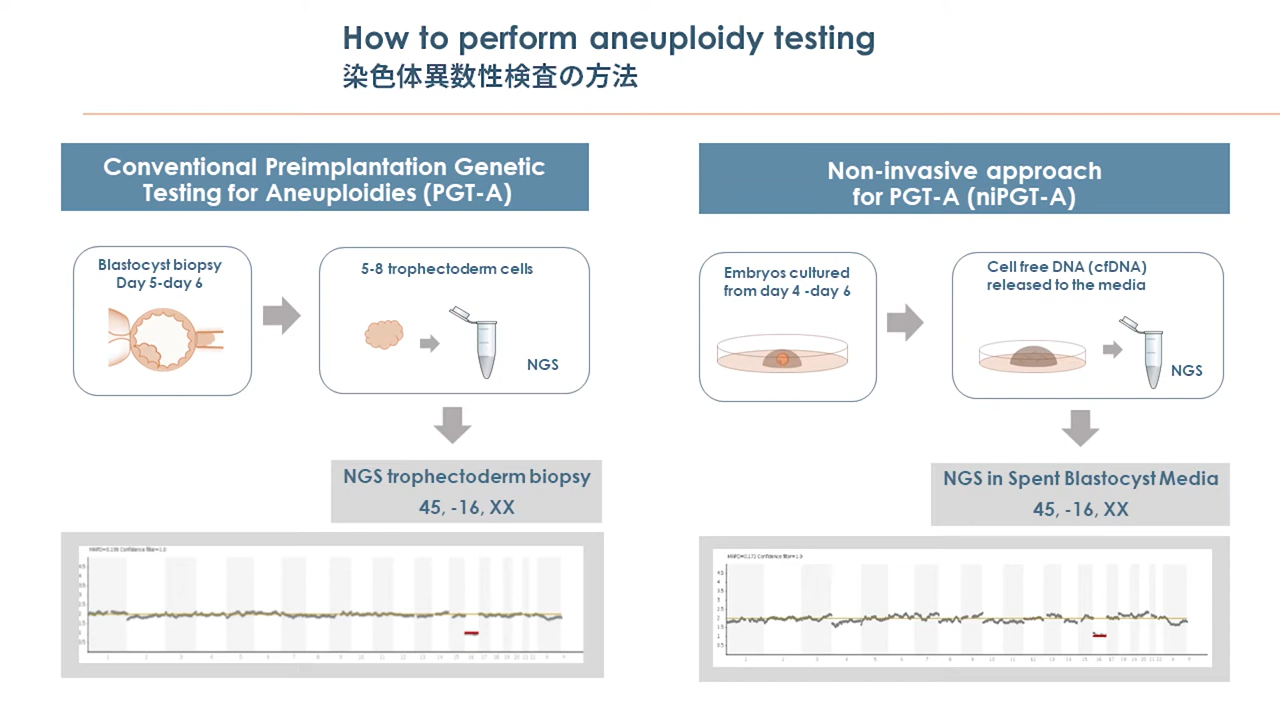 How to perform aneuploidy testing
染色体異数性検査の方法
Conventional Preimplantation Genetic
Testing for Aneuploidies (PGT-A)
Blastocyst biopsy
Day 5-day 6
5-8 trophectoderm cells
NGS
NGS trophectoderm biopsy
45, -16, XX
Non-invasive approach
for PGT-A (niPGT-A)
Embryos cultured
from day 4 -day 6
Cell free DNA (cfDNA)
released to the media
NGS
NGS in Spent Blastocyst Media
45, -16, XX